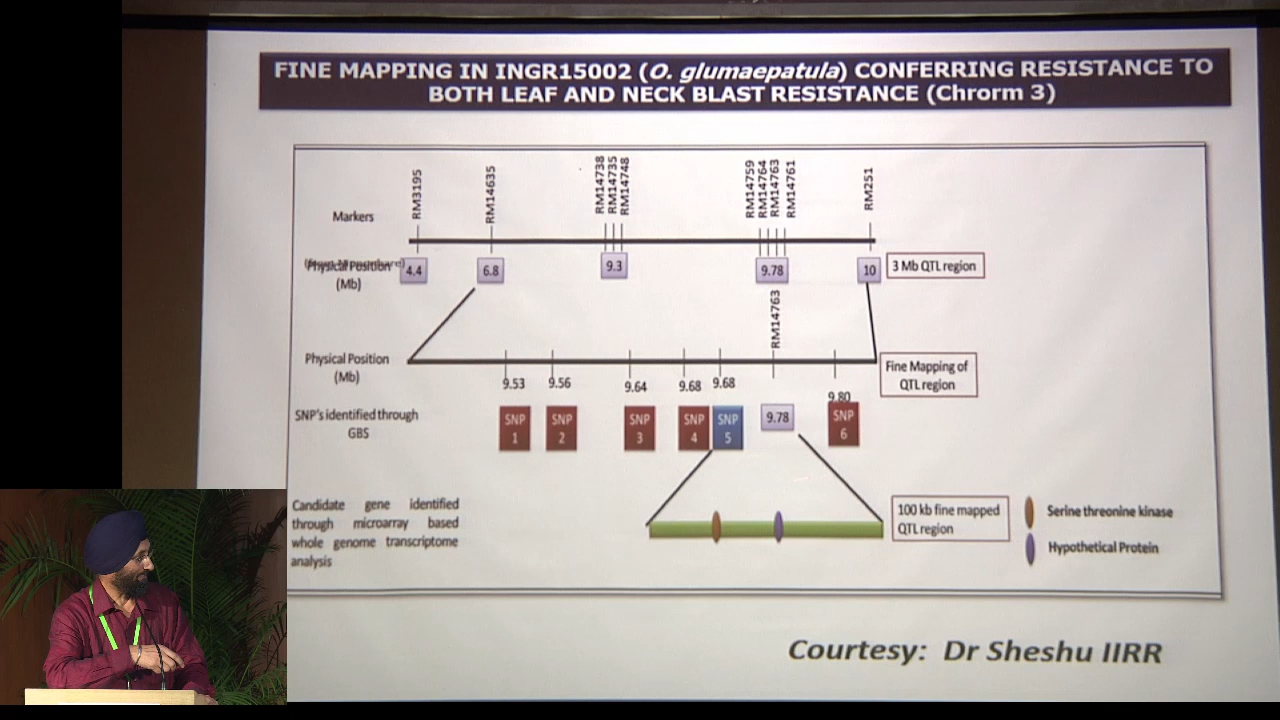 FINE MAPPING IN INGR15002 (O. glumaepatula) CONFERRING RESISTANCE TO
BOTH LEAF AND NECK BLAST RESISTANCE (Chrorm 3)
Markers
RM3195
RM14635
RM14738
RM14735
RM14748
RM14759
RM14764
RM14763
RM14761
RM251
Physical Position
(Mb)
4.4
6.8
9.3
9.78
10
3 Mb QTL region
RM14763
Physical Position
(Mb)
9.53
9.56
9.64
9.68
9.68
9.80
Fine Mapping of
QTL region
SNP's identified through
GBS
SNP
1
SNP
2
SNP
3
SNP
4
SNP
5
9.78
SNP
6
Candidate gene identified
through microarray based
whole genome transcriptome
analysis
100 kb fine mapped
QTL region
Serine threonine kinase
Hypothetical Protein
Courtesy: Dr Sheshu IIRR